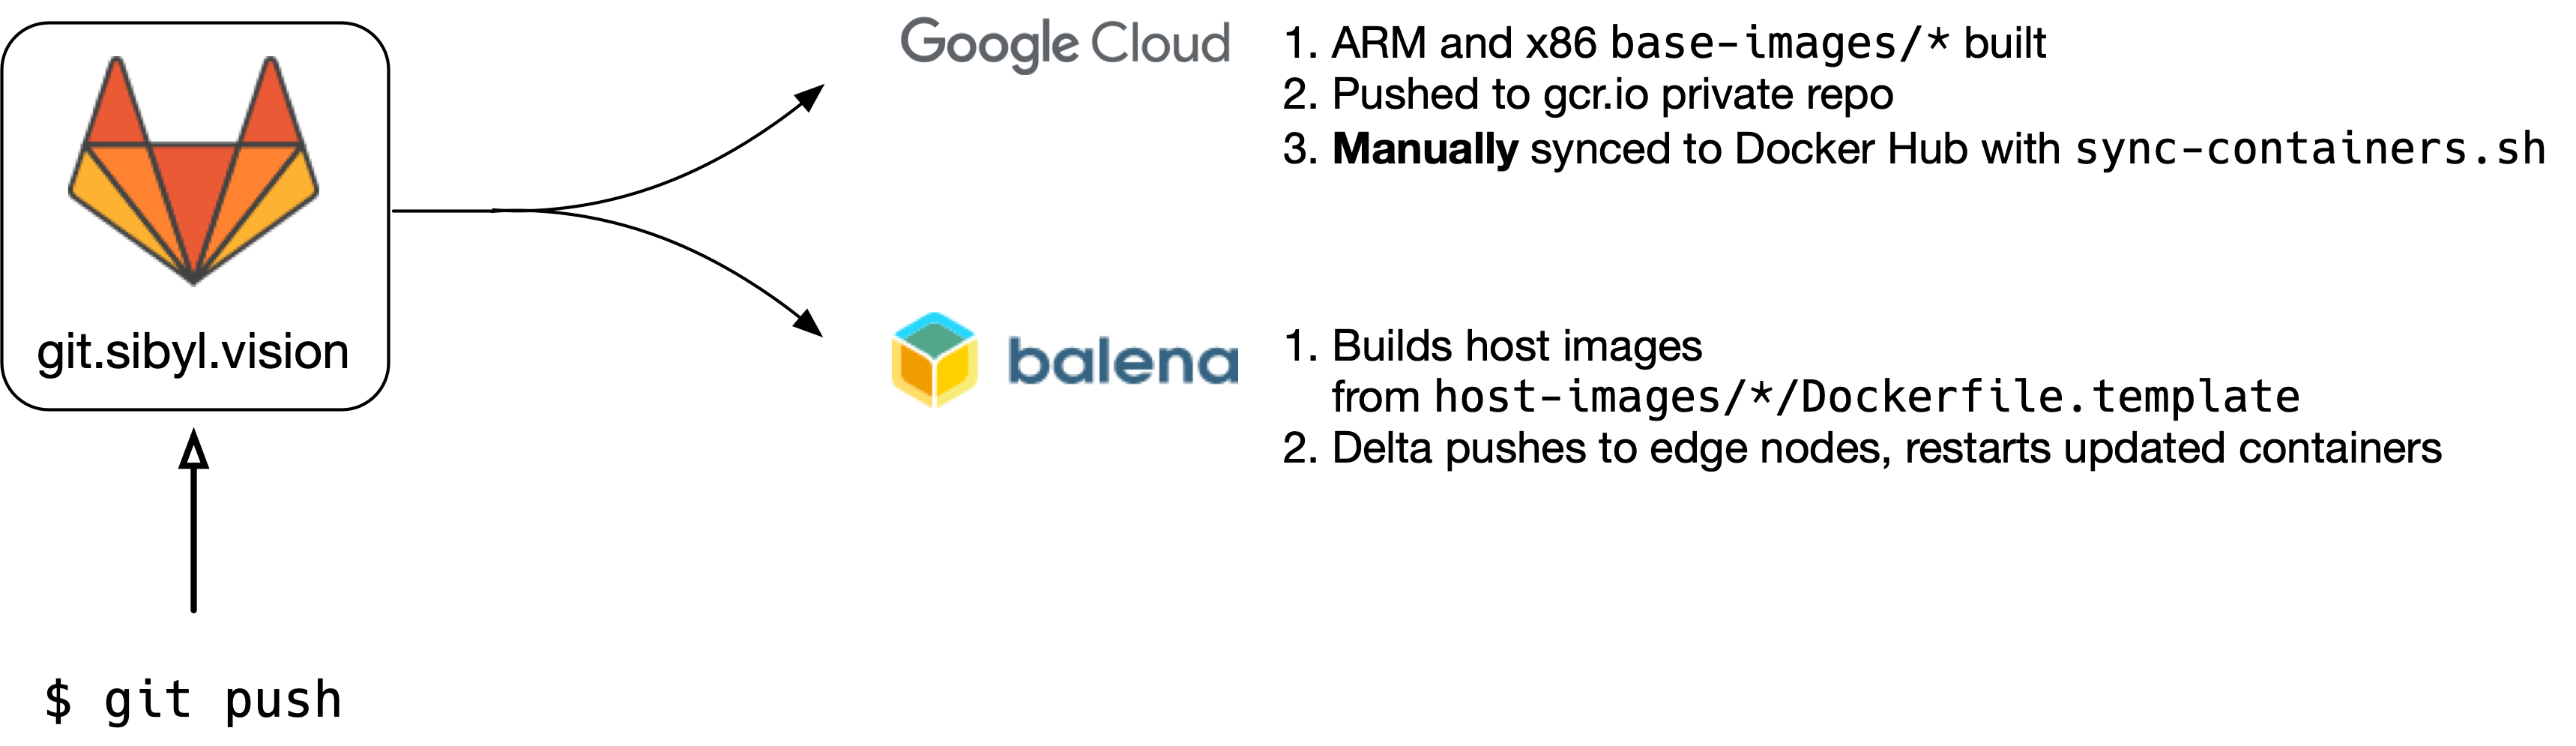 git.sibyl.vision
$ git push
Google Cloud
1. ARM and x86 base-images/* built
2. Pushed to gcr.io private repo
3. Manually synced to Docker Hub with sync-containers.sh
balena
1. Builds host images
from host-images/*/Dockerfile.template
2. Delta pushes to edge nodes, restarts updated containers